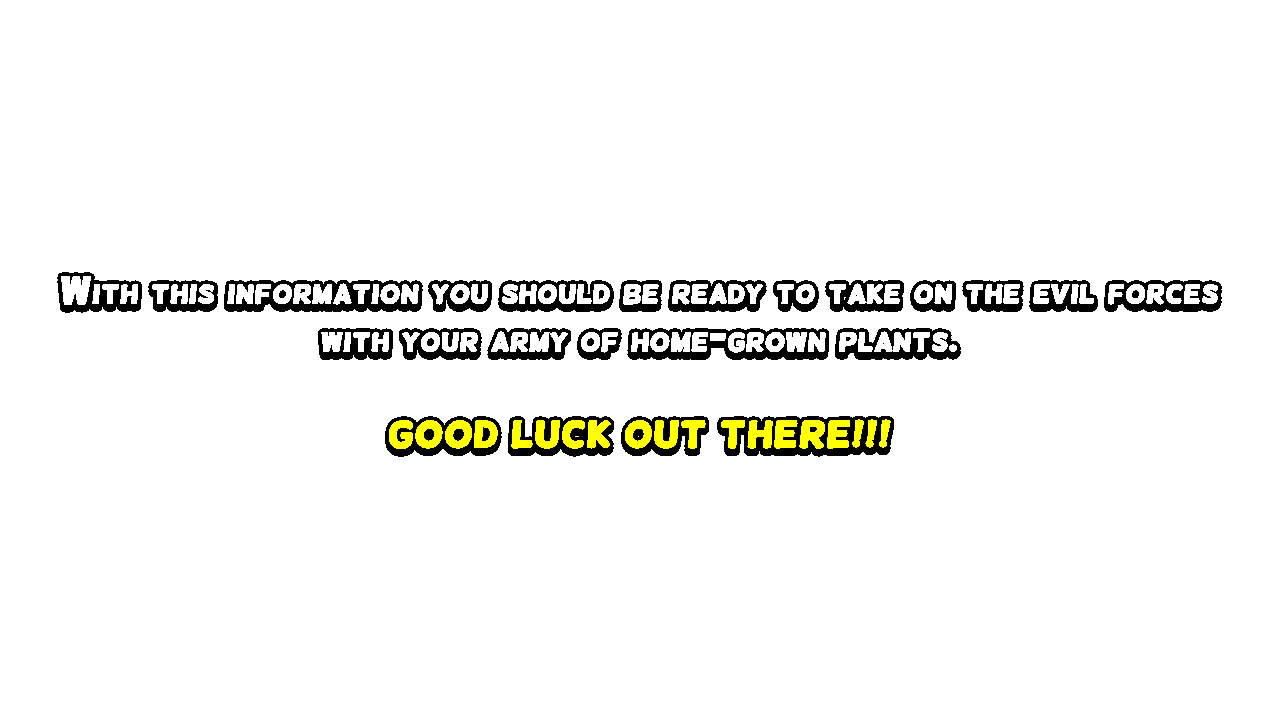 With this information you should be ready to take on the evil forces
with your army of home-grown plants.
GOOD LUCK OUT THERE!!!